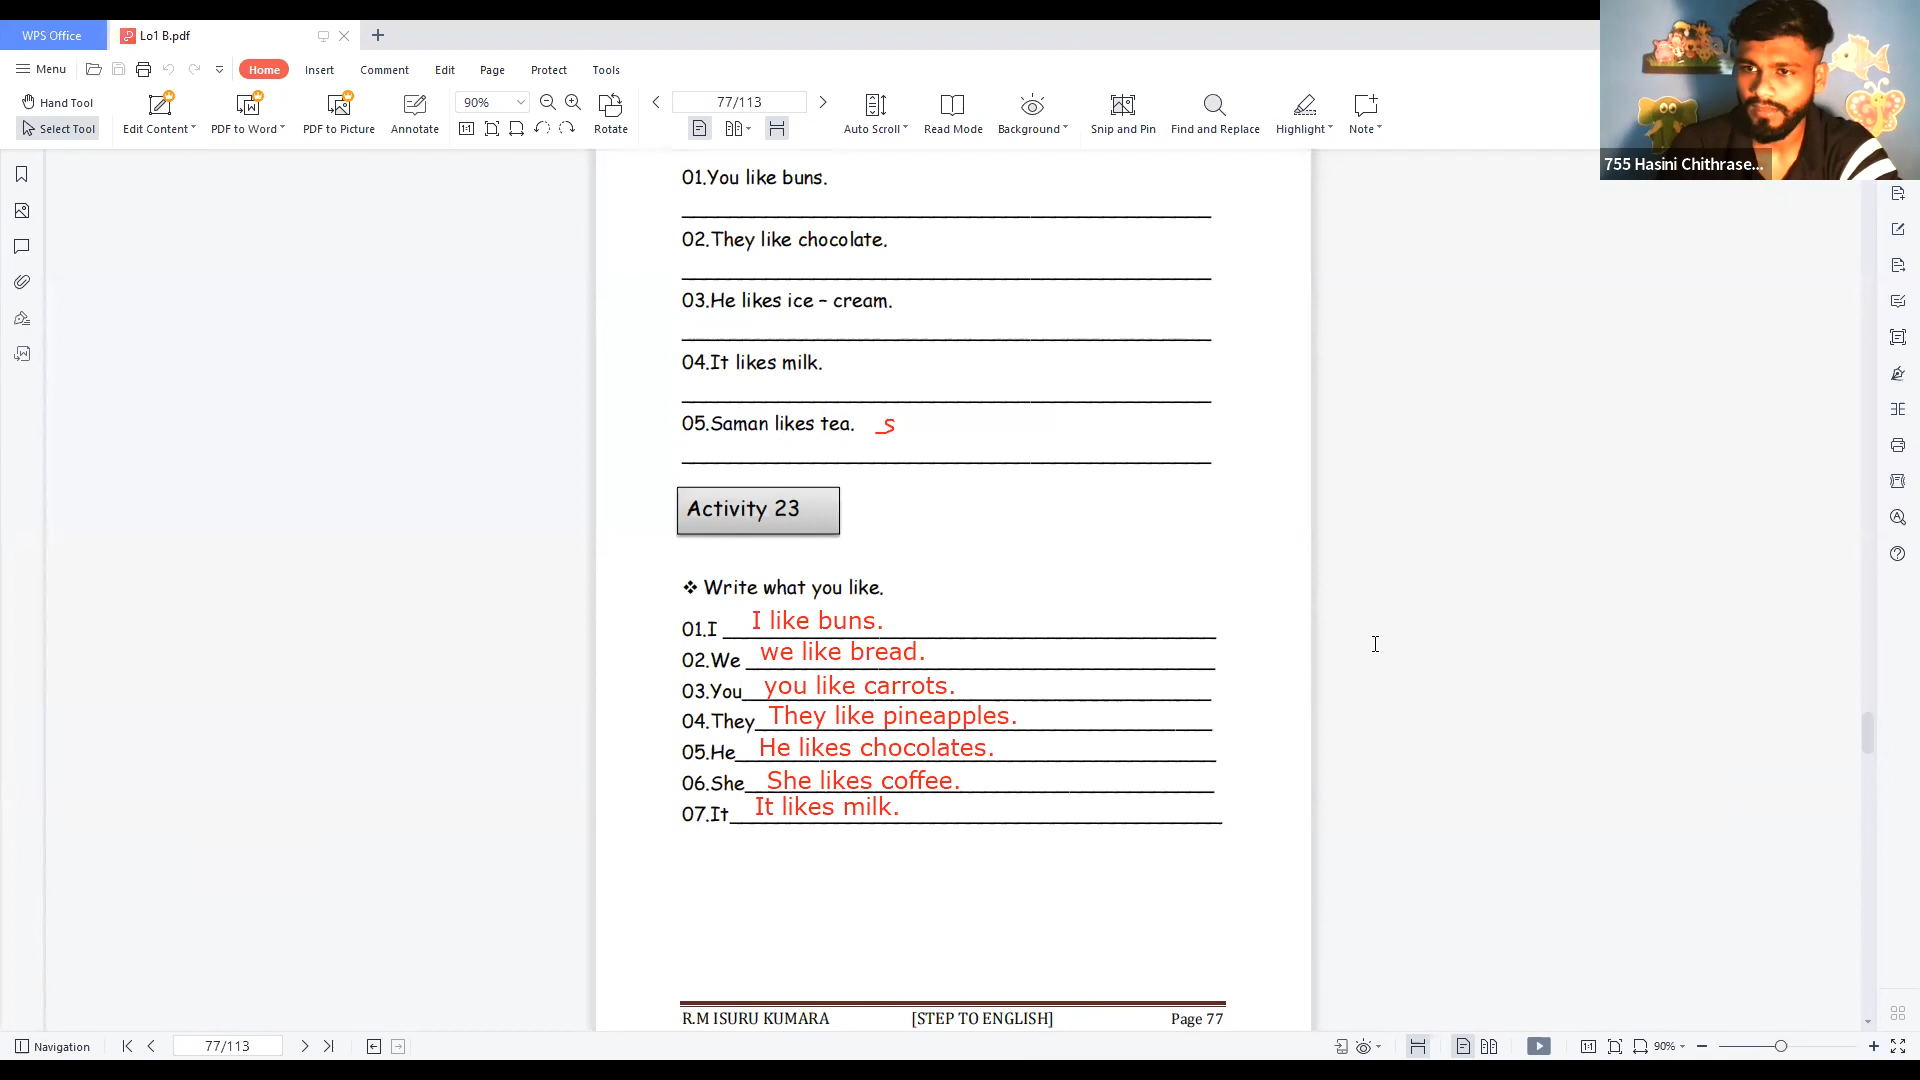 WPS Office Lo1 B.pdf
Menu Home Insert Comment Edit Page Protect Tools
Hand Tool 90% 77/113
Select Tool Edit Content PDF to Word PDF to Picture Annotate Rotate Auto Scroll Read Mode Background Snip and Pin Find and Replace Highlight Note
755 Hasini Chithrase...
01.You like buns.
02.They like chocolate.
03.He likes ice – cream.
04.It likes milk.
05.Saman likes tea. _s
Activity 23
❖ Write what you like.
01.I I like buns.
02.We we like bread.
03.You you like carrots.
04.They They like pineapples.
05.He He likes chocolates.
06.She She likes coffee.
07.It It likes milk.
R.M ISURU KUMARA [STEP TO ENGLISH] Page 77
Navigation 77/113 90%